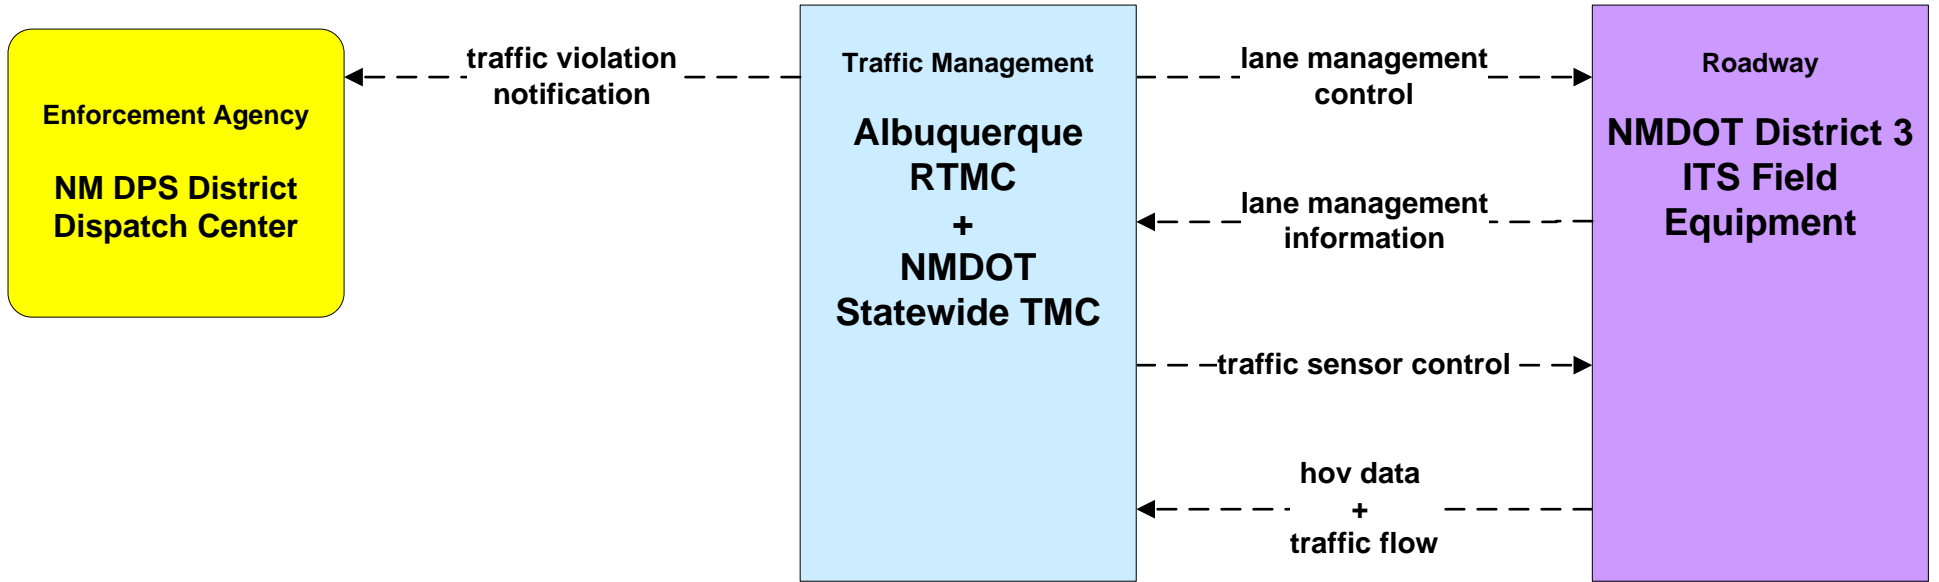 Enforcement Agency
NM DPS District
Dispatch Center
traffic violation
notification
Traffic Management
Albuquerque
RTMC
+
NMDOT
Statewide TMC
lane management
control
lane management
information
traffic sensor control
hov data
+
traffic flow
Roadway
NMDOT District 3
ITS Field
Equipment